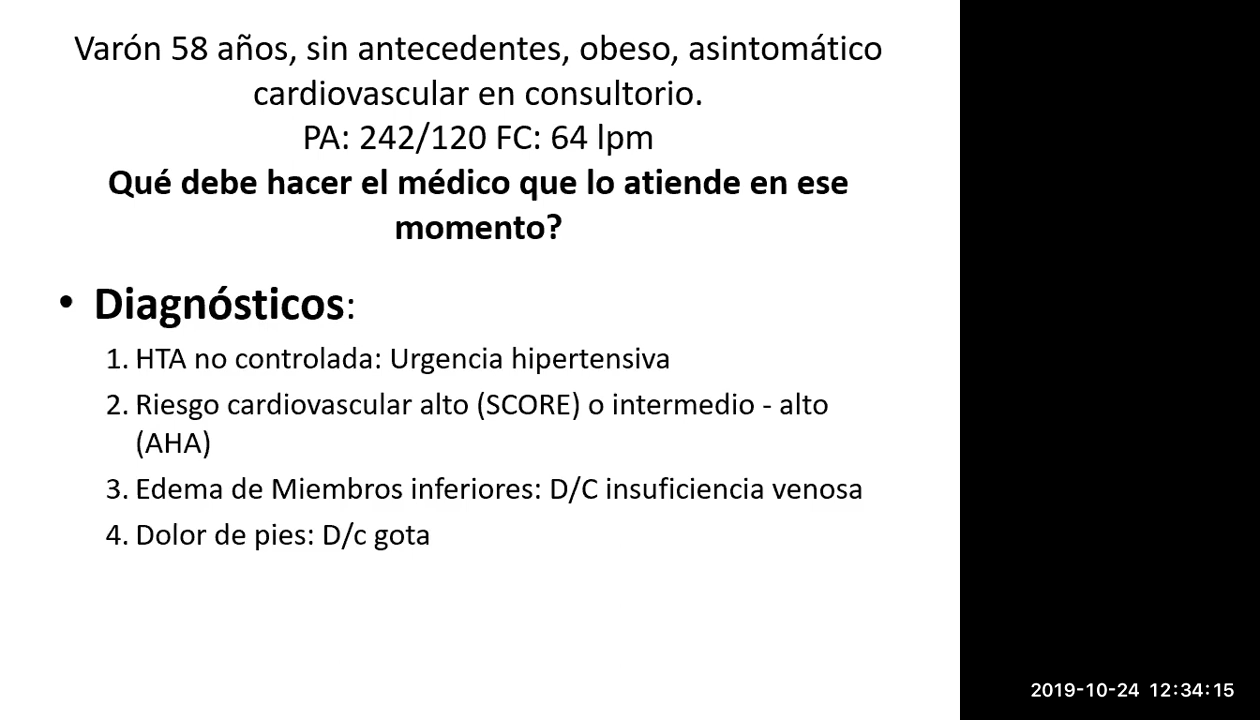 Varón 58 años, sin antecedentes, obeso, asintomático
cardiovascular en consultorio.
PA: 242/120 FC: 64 lpm
Qué debe hacer el médico que lo atiende en ese
momento?
• Diagnósticos:
1. HTA no controlada: Urgencia hipertensiva
2. Riesgo cardiovascular alto (SCORE) o intermedio - alto
(AHA)
3. Edema de Miembros inferiores: D/C insuficiencia venosa
4. Dolor de pies: D/c gota
2019-10-24 12:34:15